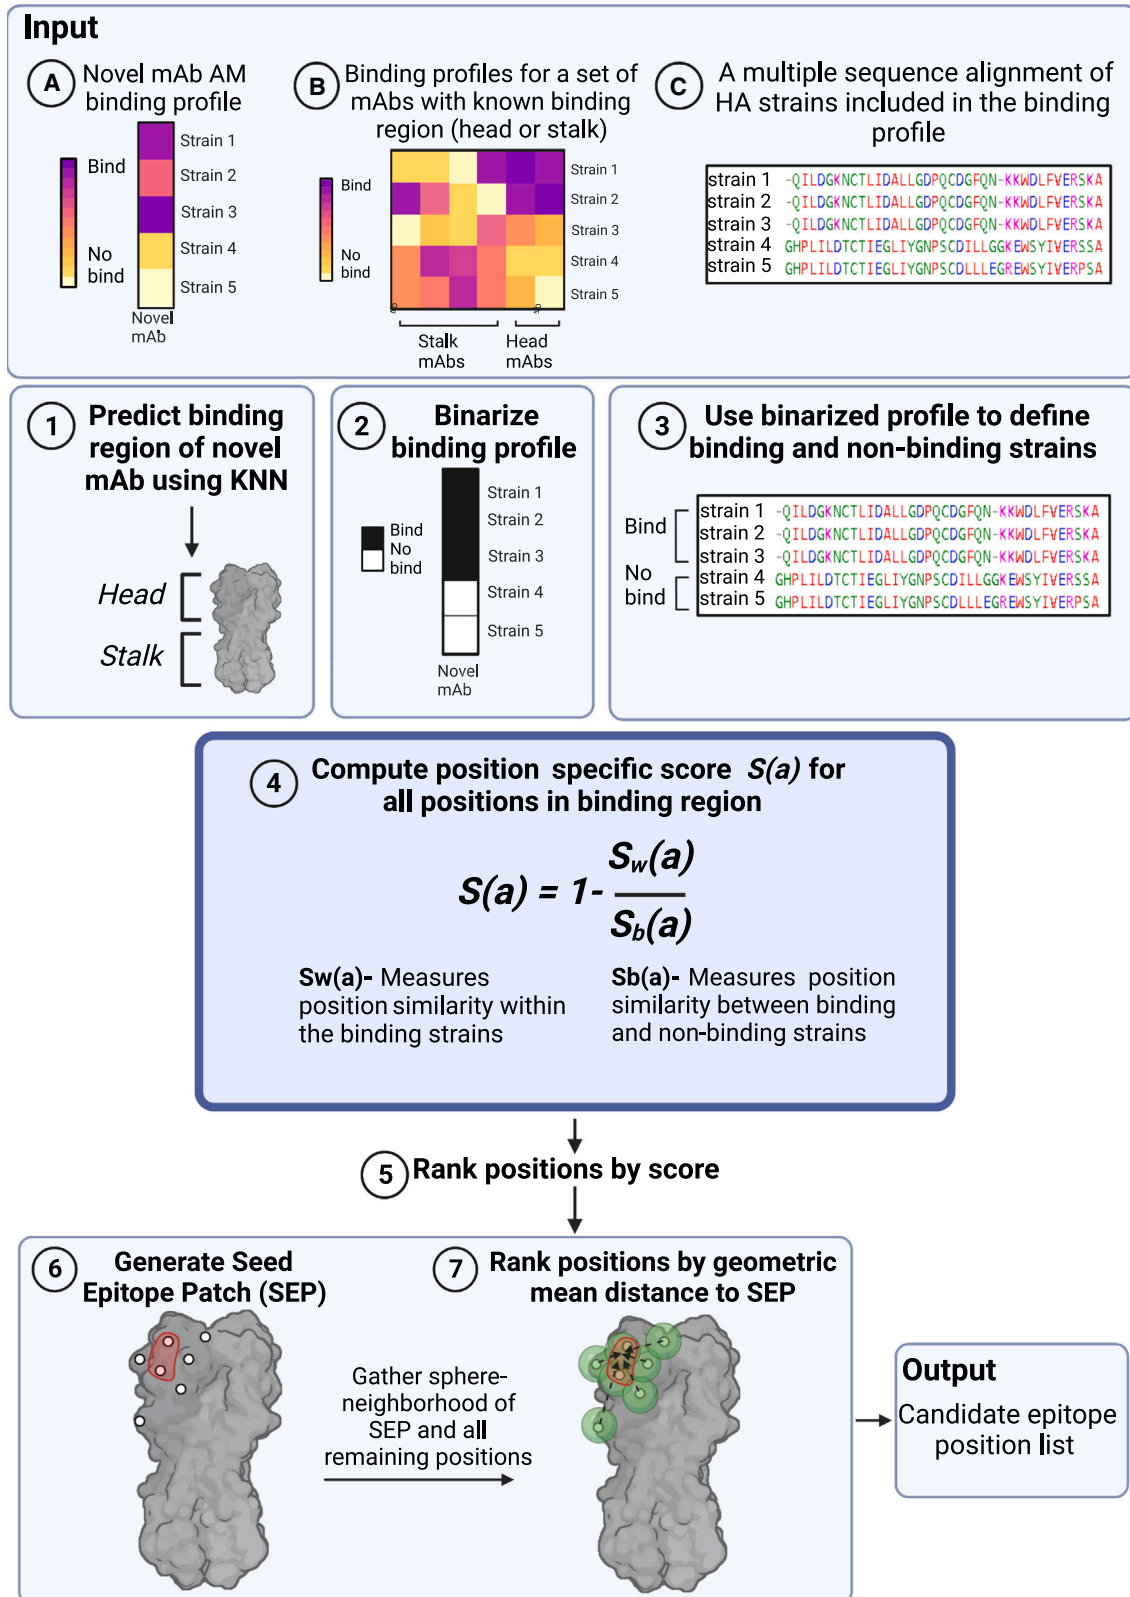 Input
A
Novel mAb AM
binding profile
Bind
No
bind
Strain 1
Strain 2
Strain 3
Strain 4
Strain 5
Novel
mAb
B
Binding profiles for a set of
mAbs with known binding
region (head or stalk)
Bind
No
bind
Strain 1
Strain 2
Strain 3
Strain 4
Strain 5
Stalk
mAbs
Head
mAbs
C
A multiple sequence alignment of
HA strains included in the binding
profile
strain 1 -QILDGKNCTLIDALLGDPQCDGFQN-KKWDLFVERSKA
strain 2 -QILDGKNCTLIDALLGDPQCDGFQN-KKWDLFVERSKA
strain 3 -QILDGKNCTLIDALLGDPQCDGFQN-KKWDLFVERSKA
strain 4 GHPLILDTCTIEGLIYGNPSCDILLGGKEWSYIVERSSA
strain 5 GHPLILDTCTIEGLIYGNPSCDLLLEGREWSYIVERPSA
1
Predict binding
region of novel
mAb using KNN
Head
Stalk
2
Binarize
binding profile
Bind
No
bind
Strain 1
Strain 2
Strain 3
Strain 4
Strain 5
Novel
mAb
3
Use binarized profile to define
binding and non-binding strains
Bind
No
bind
strain 1 -QILDGKNCTLIDALLGDPQCDGFQN-KKWDLFVERSKA
strain 2 -QILDGKNCTLIDALLGDPQCDGFQN-KKWDLFVERSKA
strain 3 -QILDGKNCTLIDALLGDPQCDGFQN-KKWDLFVERSKA
strain 4 GHPLILDTCTIEGLIYGNPSCDILLGGKEWSYIVERSSA
strain 5 GHPLILDTCTIEGLIYGNPSCDLLLEGREWSYIVERPSA
4
Compute position specific score S(a) for
all positions in binding region
S(a) = 1- Sw(a)
Sb(a)
Sw(a)- Measures
position similarity within
the binding strains
Sb(a)- Measures position
similarity between binding
and non-binding strains
5
Rank positions by score
6
Generate Seed
Epitope Patch (SEP)
Gather sphere-
neighborhood of
SEP and all
remaining positions
7
Rank positions by geometric
mean distance to SEP
Output
Candidate epitope
position list